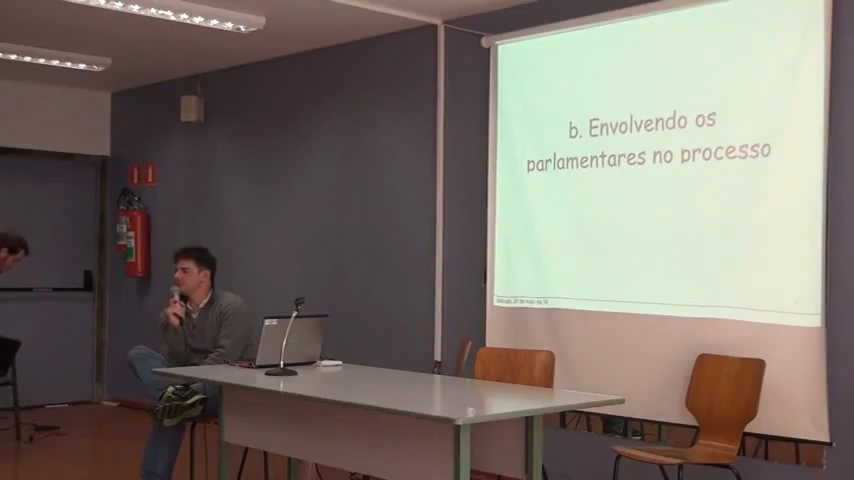 b. Envolvendo os
parlamentares no processo